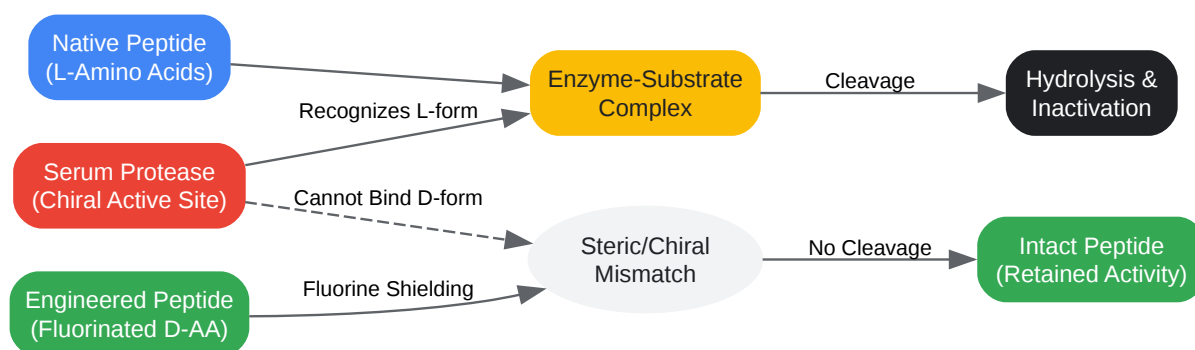 Native Peptide
(L-Amino Acids)
Recognizes L-form
Serum Protease
(Chiral Active Site)
Cannot Bind D-form
Engineered Peptide
(Fluorinated D-AA)
Fluorine Shielding
Enzyme-Substrate
Complex
Cleavage
Hydrolysis &
Inactivation
Steric/Chiral
Mismatch
No Cleavage
Intact Peptide
(Retained Activity)